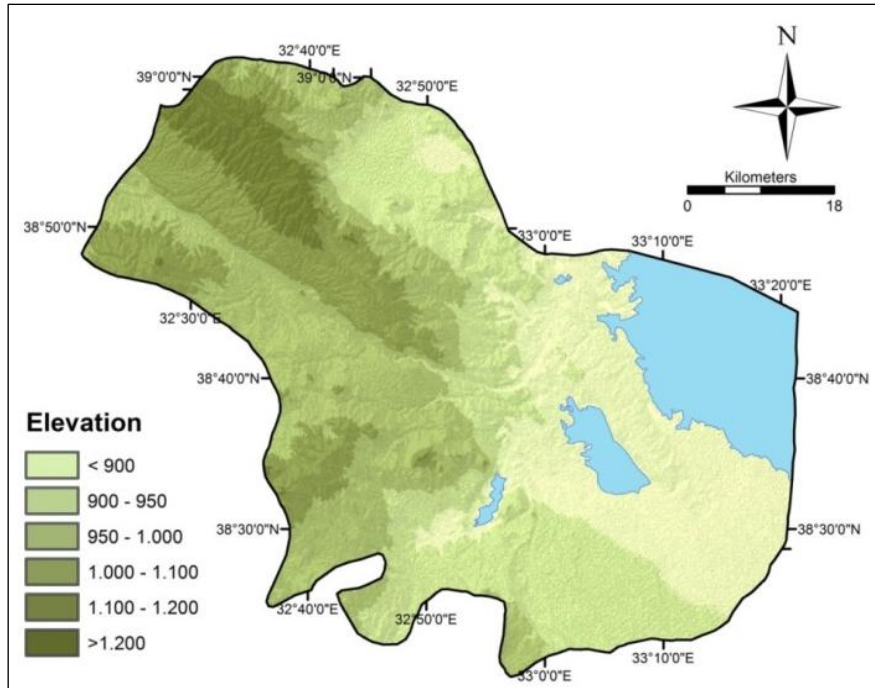 N
Kilometers
0 18
32°40'0"E
39°0'0"N
39°0'0"N
32°50'0"E
38°50'0"N
33°0'0"E
33°10'0"E
33°20'0"E
32°30'0"E
38°40'0"N
38°40'0"N
Elevation
< 900
900 - 950
950 - 1.000
1.000 - 1.100
1.100 - 1.200
>1.200
38°30'0"N
38°30'0"N
32°40'0"E
32°50'0"E
33°0'0"E
33°10'0"E